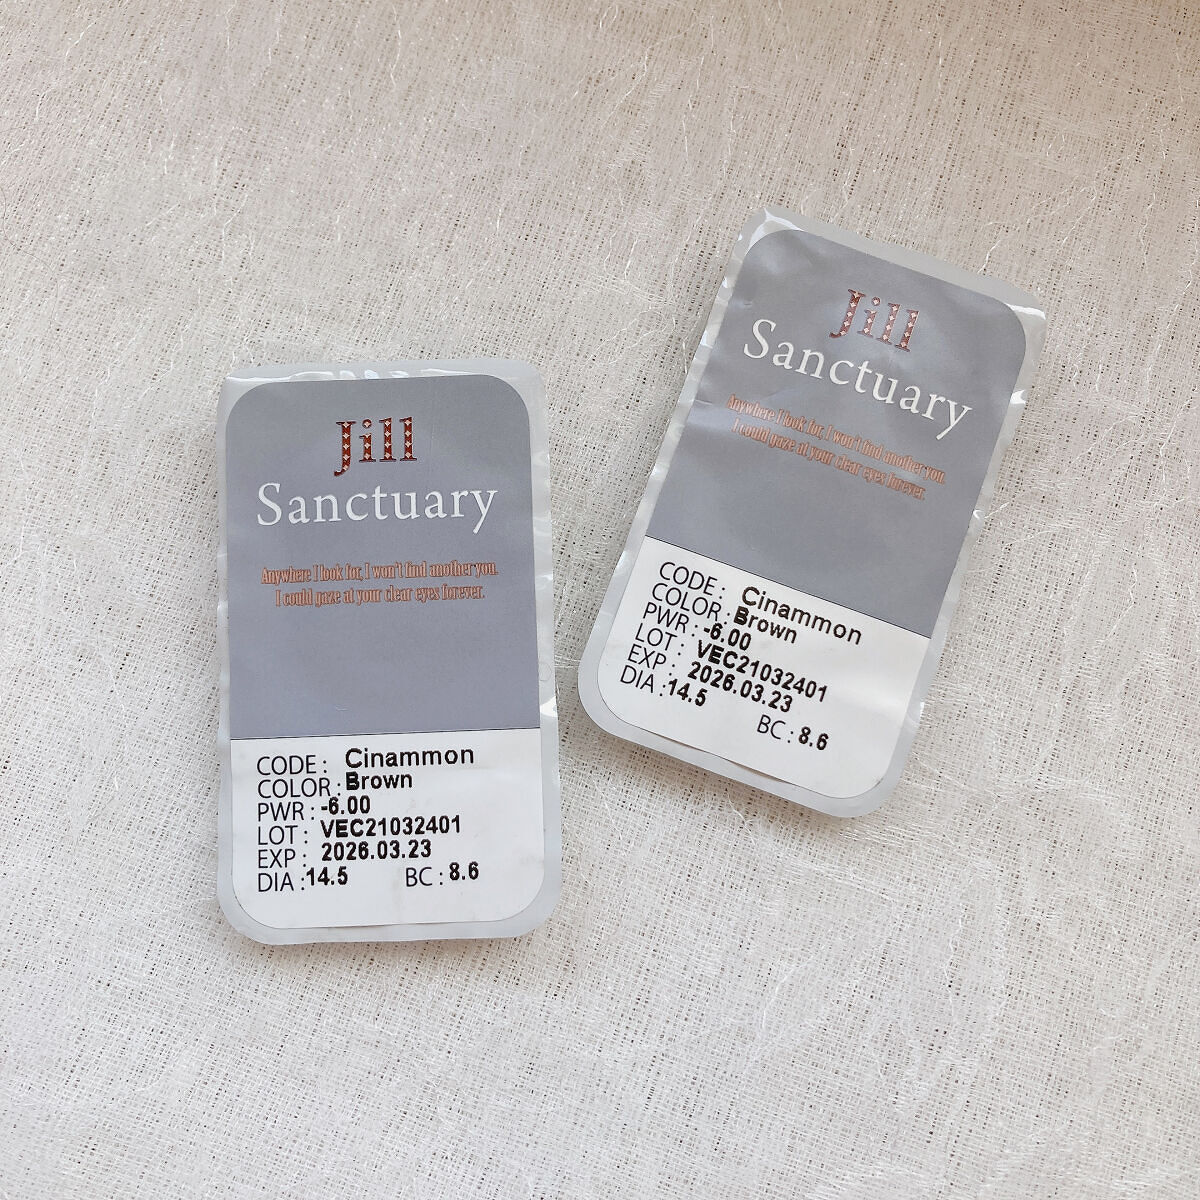 Jill
Sanctuary
Anywhere I look for, I won't find another you.
I could gaze at your clear eyes forever.
CODE : Cinammon
COLOR : Brown
PWR : -6.00
LOT : VEC21032401
EXP : 2026.03.23
DIA : 14.5 BC : 8.6
Jill
Sanctuary
Anywhere I look for, I won't find another you.
I could gaze at your clear eyes forever.
CODE : Cinammon
COLOR : Brown
PWR : -6.00
LOT : VEC21032401
EXP : 2026.03.23
DIA : 14.5 BC : 8.6